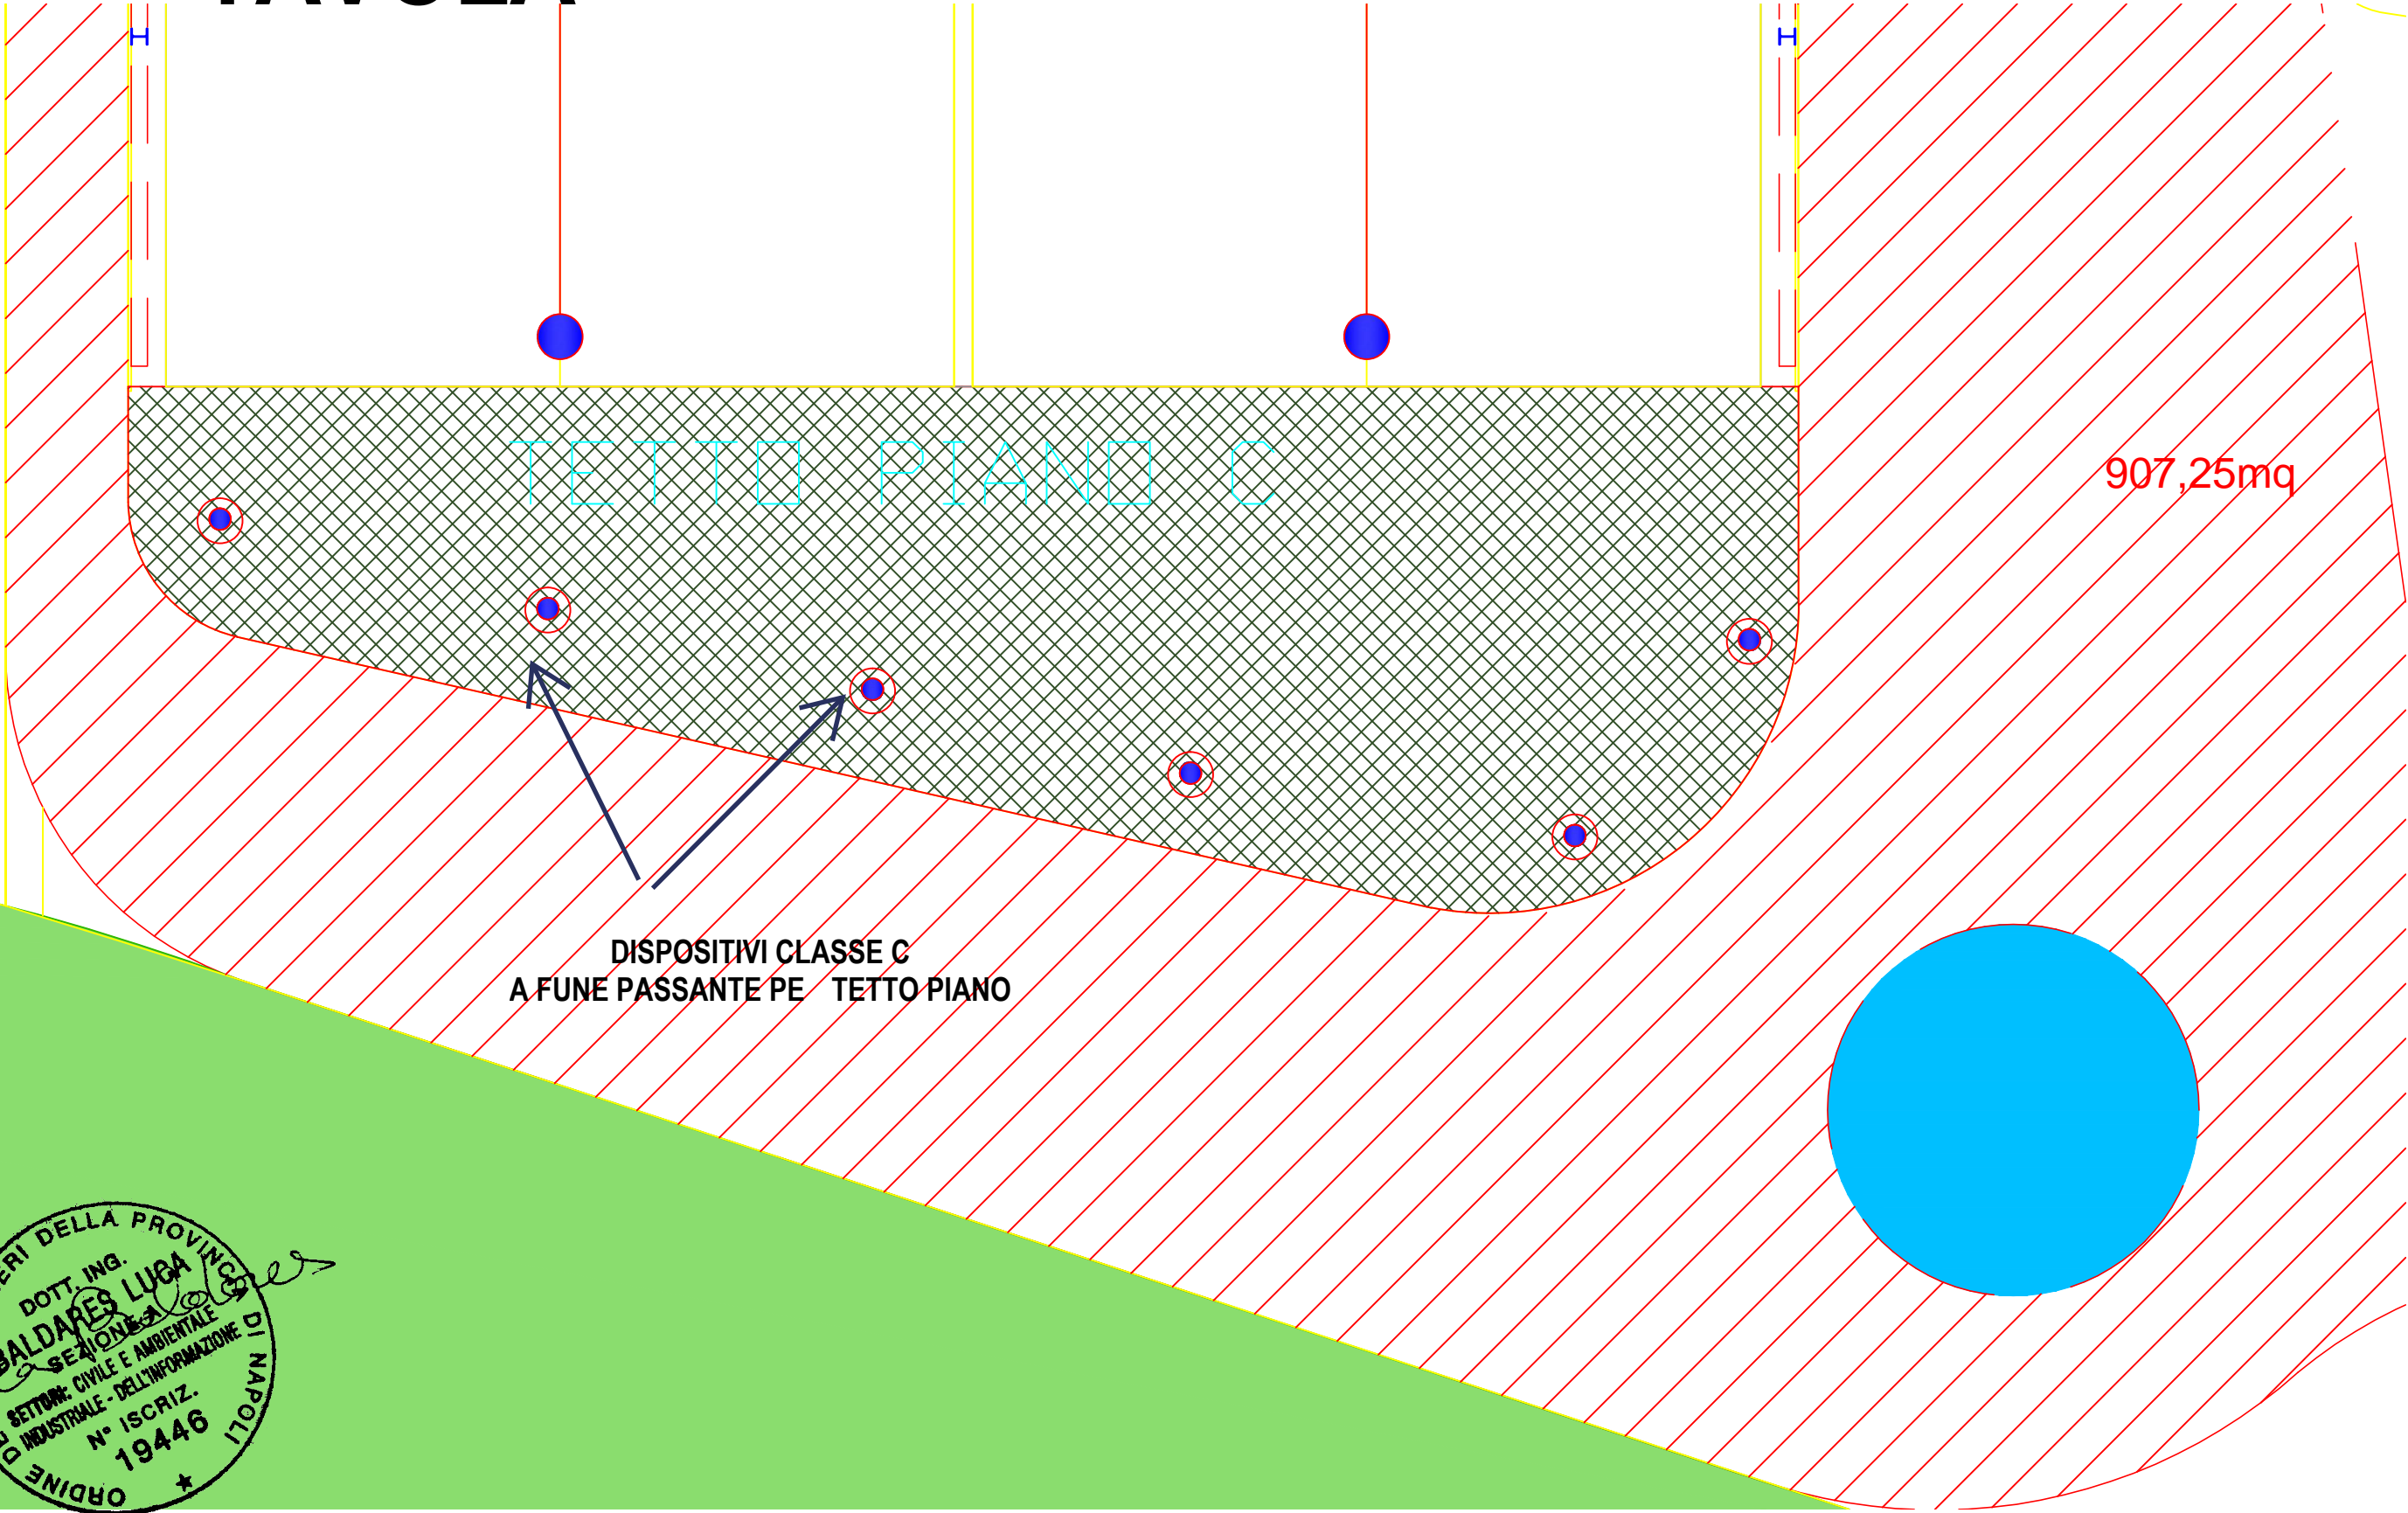 TAVOLA
H H
TETTO PIANO C
907,25mq
DISPOSITIVI CLASSE C
A FUNE PASSANTE PE TETTO PIANO
DELLA PROVINCIA DI NAPOLI
DOTT. ING.
BALDARES LUCA
SEZIONE A
SETTORI: CIVILE E AMBIENTALE
INDUSTRIALE - DELL'INFORMAZIONE
N° ISCRIZ.
19446
ORDINE